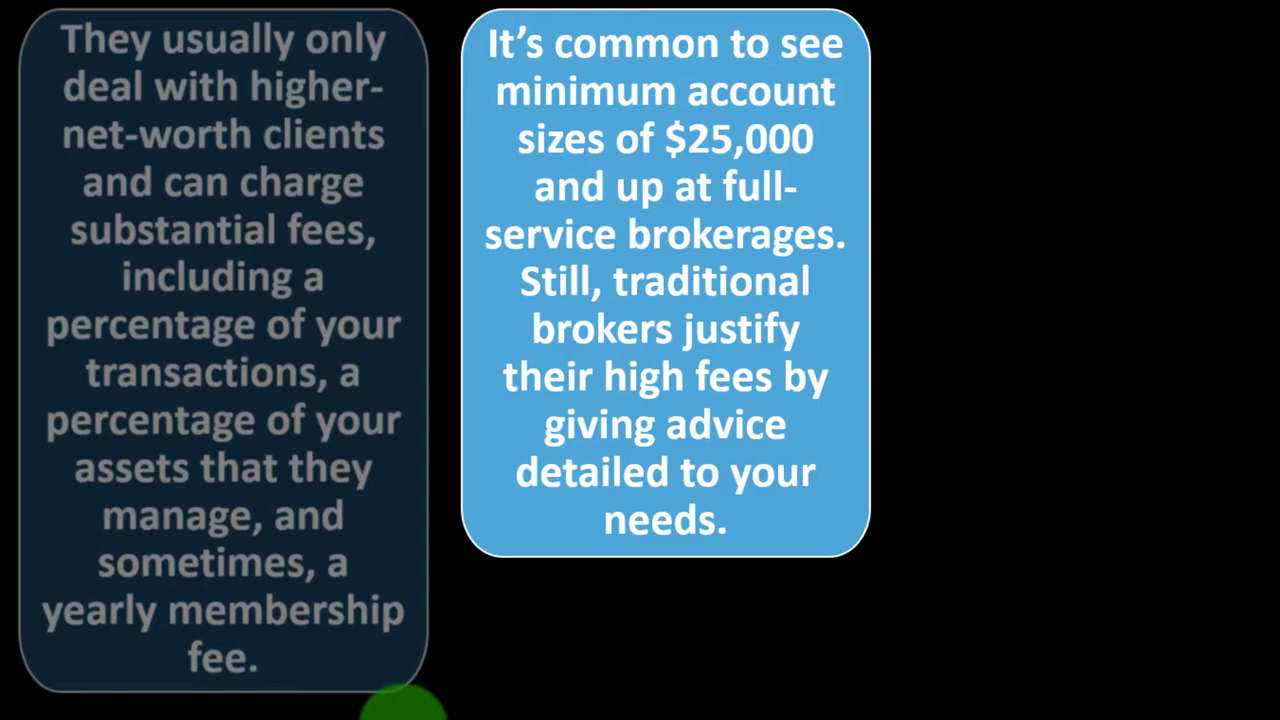 They usually only
deal with higher-
net-worth clients
and can charge
substantial fees,
including a
percentage of your
transactions, a
percentage of your
assets that they
manage, and
sometimes, a
yearly membership
fee.
It’s common to see
minimum account
sizes of $25,000
and up at full-
service brokerages.
Still, traditional
brokers justify
their high fees by
giving advice
detailed to your
needs.